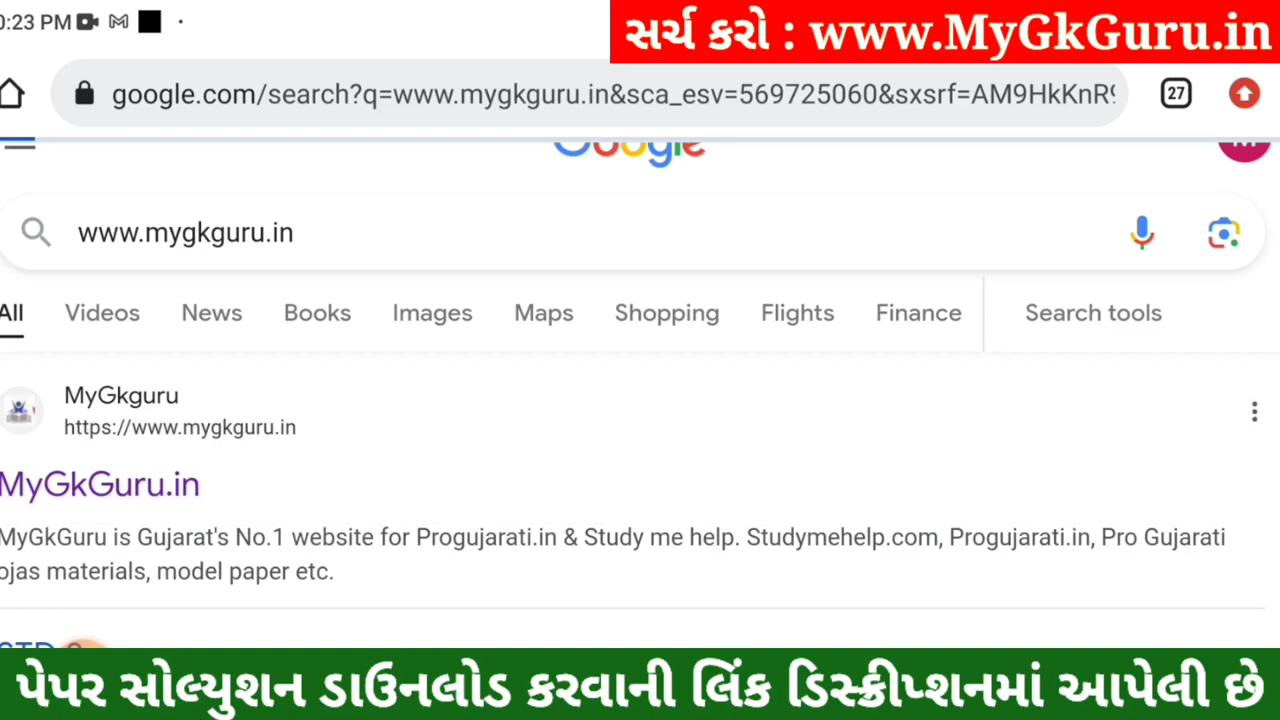 0:23 PM
સર્ચ કરો : www.MyGkGuru.in
google.com/search?q=www.mygkguru.in&sca_esv=569725060&sxsrf=AM9HkKnR9
27
Google
www.mygkguru.in
All Videos News Books Images Maps Shopping Flights Finance Search tools
MyGkguru
https://www.mygkguru.in
MyGkGuru.in
MyGkGuru is Gujarat's No.1 website for Progujarati.in & Study me help. Studymehelp.com, Progujarati.in, Pro Gujarati
ojas materials, model paper etc.
પેપર સોલ્યુશન ડાઉનલોડ કરવાની લિંક ડિસ્ક્રીપ્શનમાં આપેલી છે